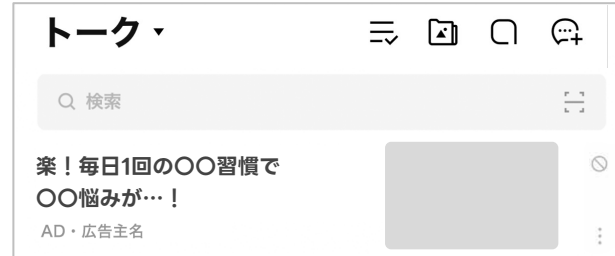 トーク
検索
楽！毎日1回の〇〇習慣で
〇〇悩みが…！
AD・広告主名